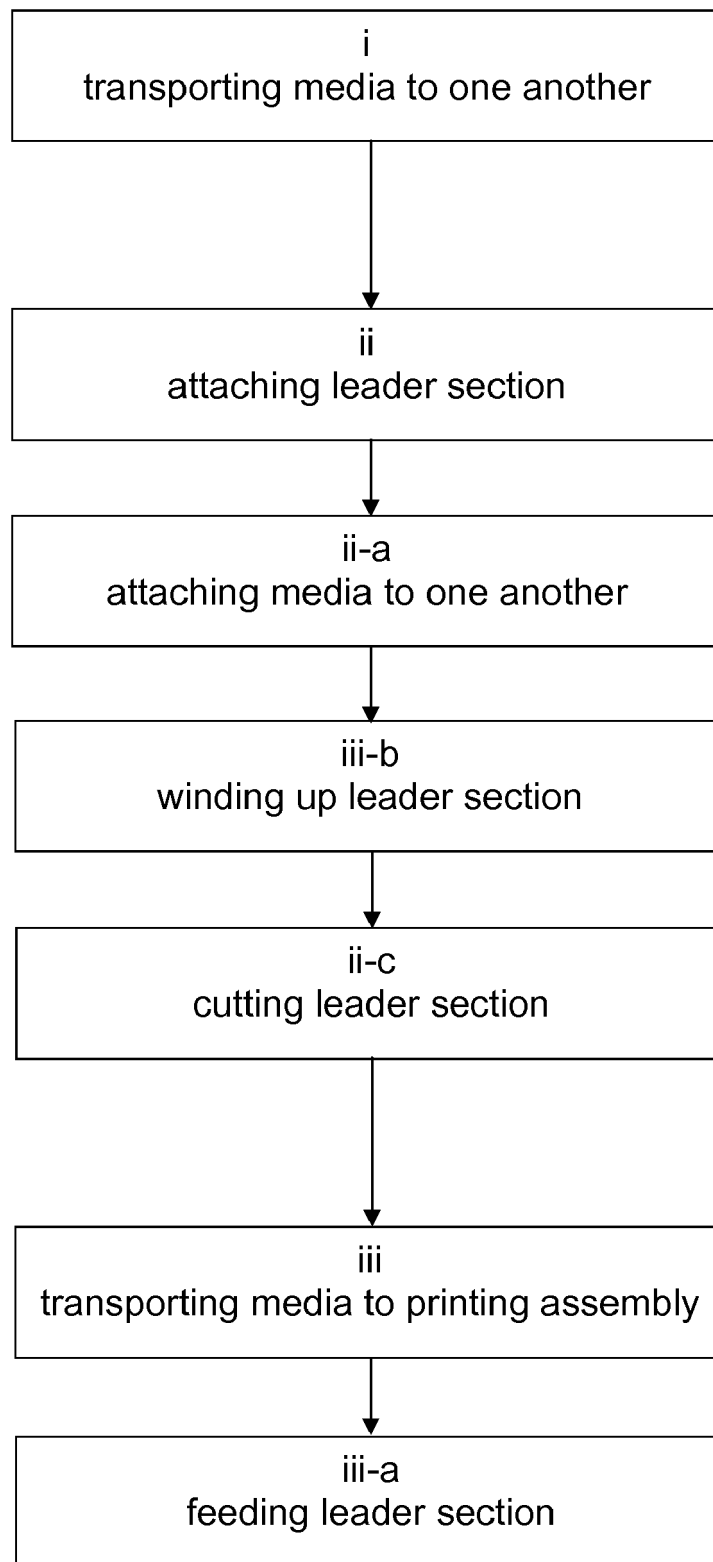 i
transporting media to one another
ii
attaching leader section
ii-a
attaching media to one another
iii-b
winding up leader section
ii-c
cutting leader section
iii
transporting media to printing assembly
iii-a
feeding leader section